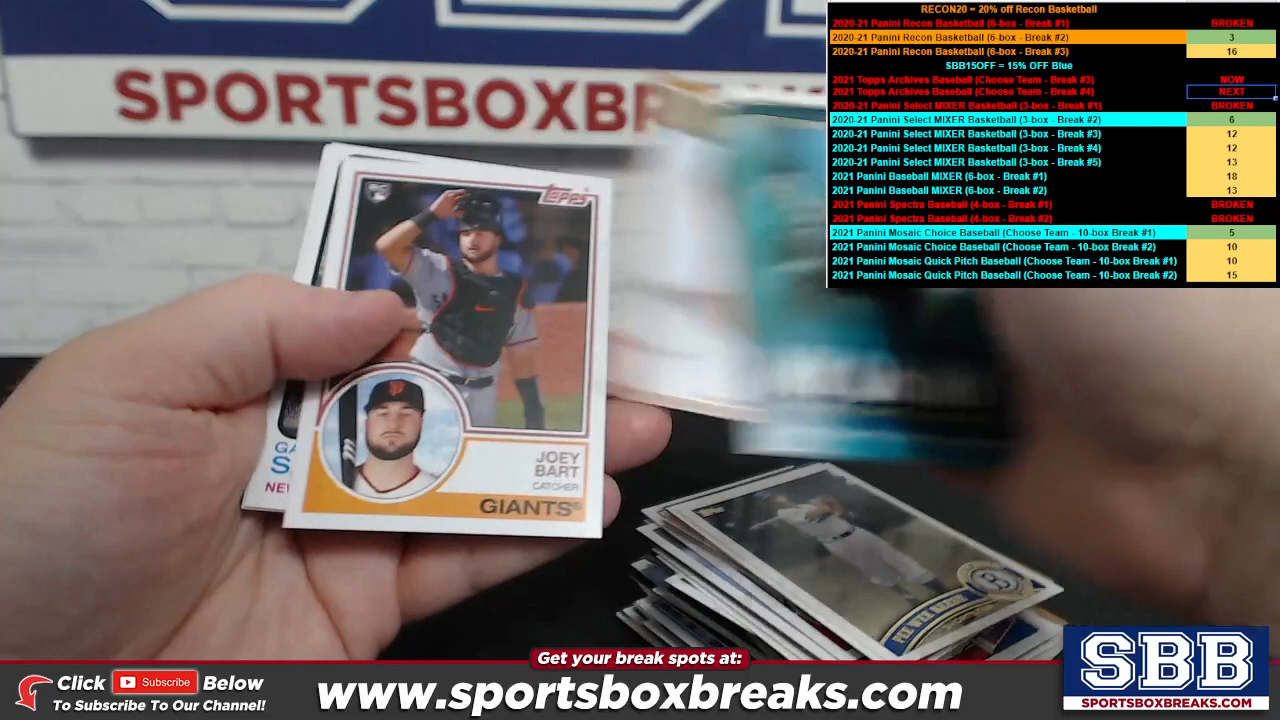 RECON20 = 20% off Recon Basketball
2020-21 Panini Recon Basketball (6-box - Break #1) BROKEN
2020-21 Panini Recon Basketball (6-box - Break #2) 3
2020-21 Panini Recon Basketball (6-box - Break #3) 16
SBB15OFF = 15% OFF Blue
2021 Topps Archives Baseball (Choose Team - Break #3) NOW
2021 Topps Archives Baseball (Choose Team - Break #4) NEXT
2020-21 Panini Select MIXER Basketball (3-box - Break #1) BROKEN
2020-21 Panini Select MIXER Basketball (3-box - Break #2) 6
2020-21 Panini Select MIXER Basketball (3-box - Break #3) 12
2020-21 Panini Select MIXER Basketball (3-box - Break #4) 12
2020-21 Panini Select MIXER Basketball (3-box - Break #5) 13
2021 Panini Baseball MIXER (6-box - Break #1) 18
2021 Panini Baseball MIXER (6-box - Break #2) 13
2021 Panini Spectra Baseball (4-box - Break #1) BROKEN
2021 Panini Spectra Baseball (4-box - Break #2) BROKEN
2021 Panini Mosaic Choice Baseball (Choose Team - 10-box Break #1) 5
2021 Panini Mosaic Choice Baseball (Choose Team - 10-box Break #2) 10
2021 Panini Mosaic Quick Pitch Baseball (Choose Team - 10-box Break #1) 10
2021 Panini Mosaic Quick Pitch Baseball (Choose Team - 10-box Break #2) 15
SPORTSBOXB
RC
Topps
JOEY
BART
CATCHER
GIANTS
GA
S
NE
PEE WEE REESE
B
Get your break spots at:
Click Subscribe Below
To Subscribe To Our Channel!
www.sportsboxbreaks.com
SBB
SPORTSBOXBREAKS.COM